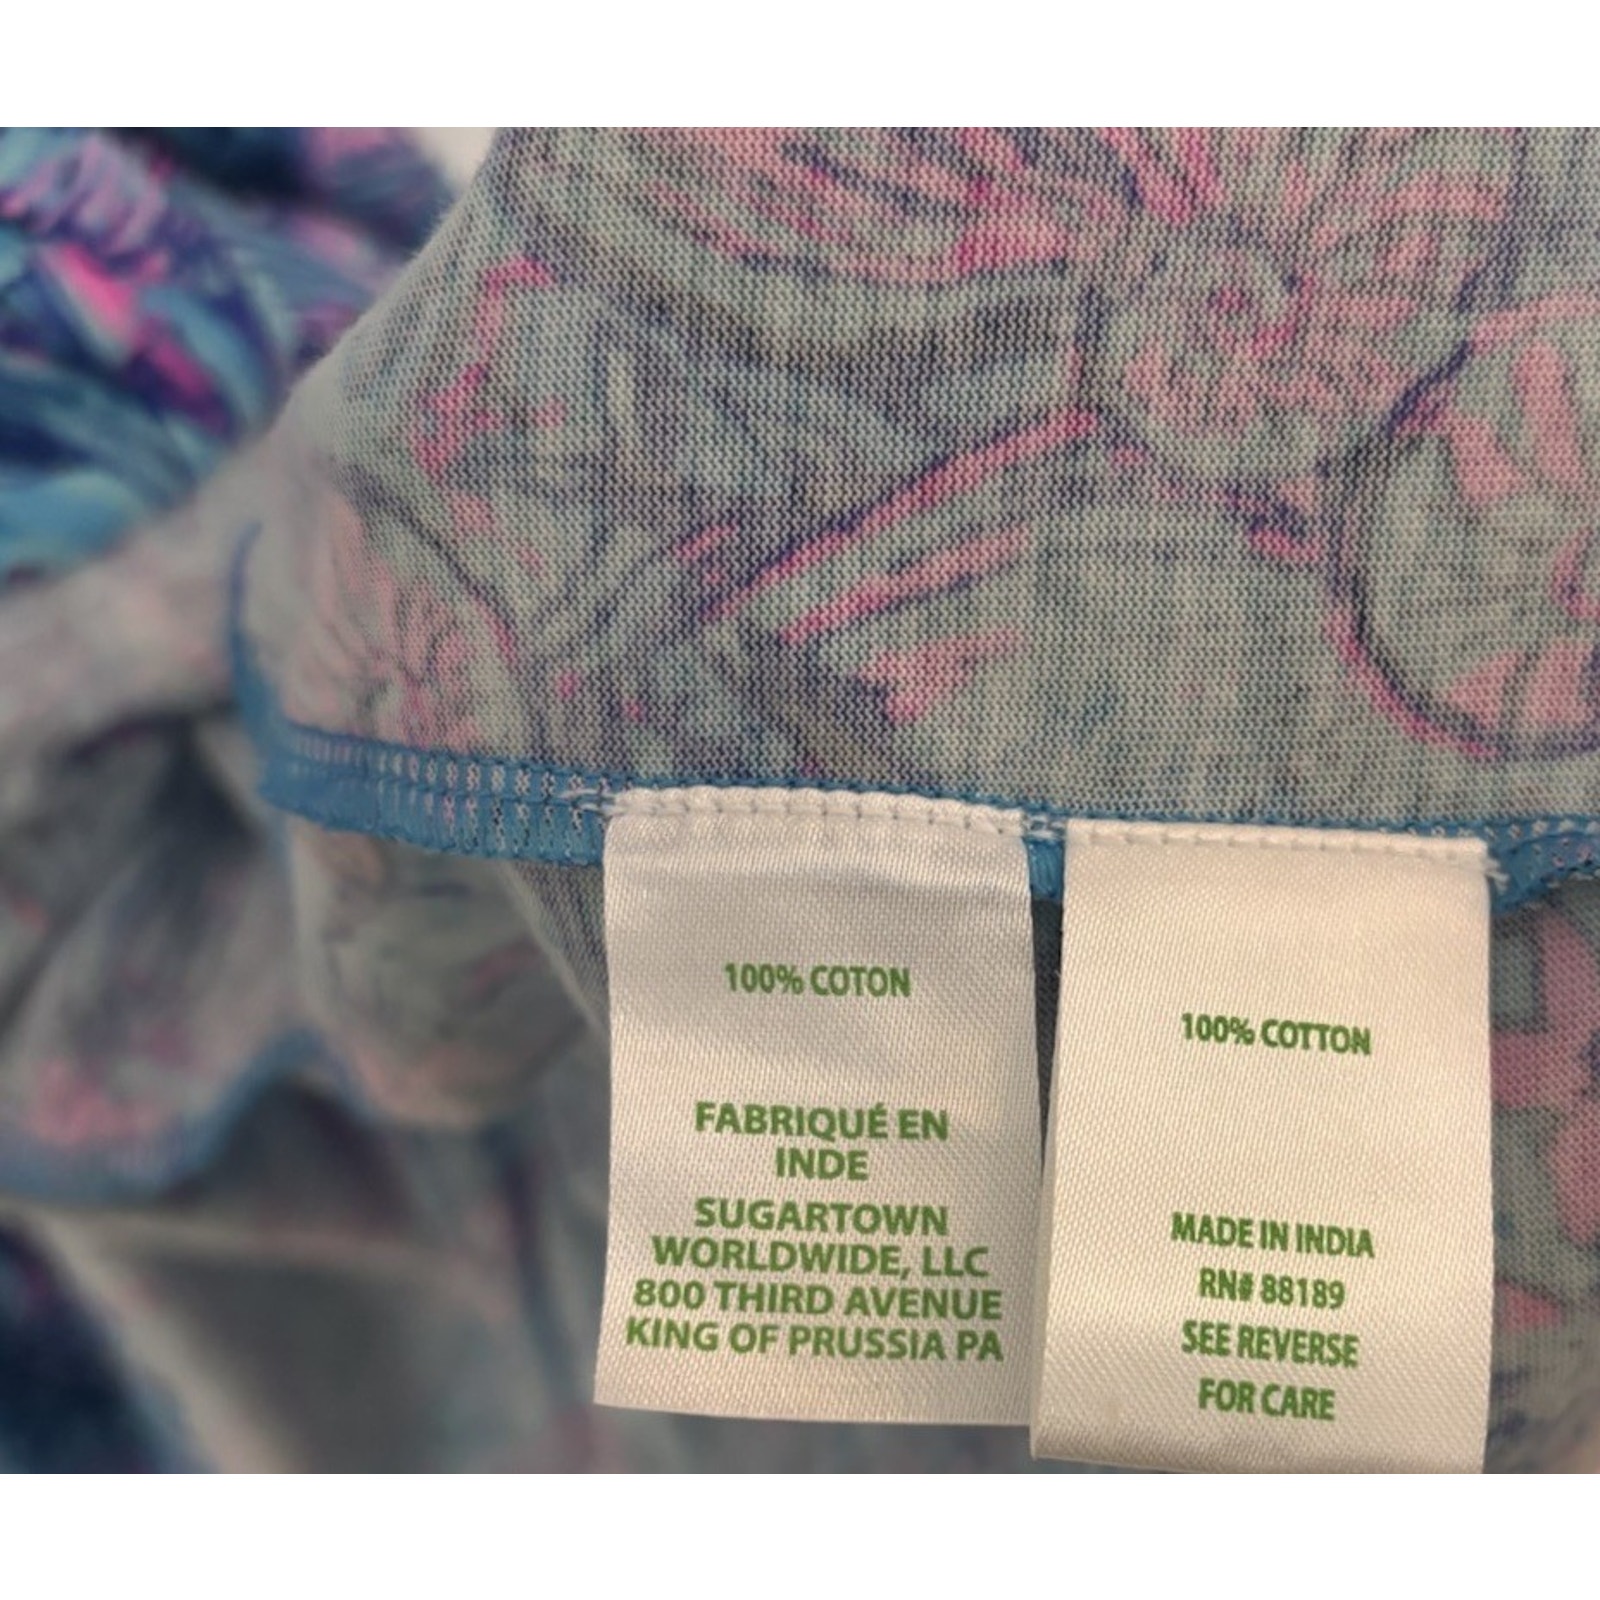 100% COTON
FABRIQUÉ EN
INDE
SUGARTOWN
WORLDWIDE, LLC
800 THIRD AVENUE
KING OF PRUSSIA PA
100% COTTON
MADE IN INDIA
RN# 88189
SEE REVERSE
FOR CARE